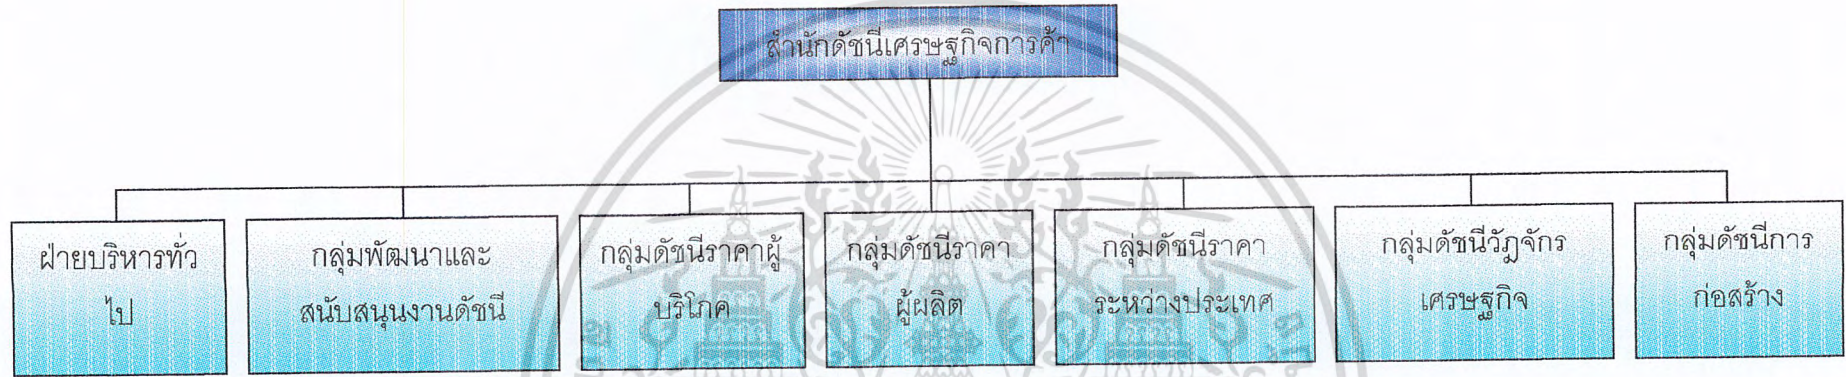 สำนักดัชนีเศรษฐกิจการค้า
ฝ่ายบริหารทั่ว
ไป
กลุ่มพัฒนาและ
สนับสนุนงานดัชนี
กลุ่มดัชนีราคาผู้
บริโภค
กลุ่มดัชนีราคา
ผู้ผลิต
กลุ่มดัชนีราคา
ระหว่างประเทศ
กลุ่มดัชนีวัฏจักร
เศรษฐกิจ
กลุ่มดัชนีการ
ก่อสร้าง